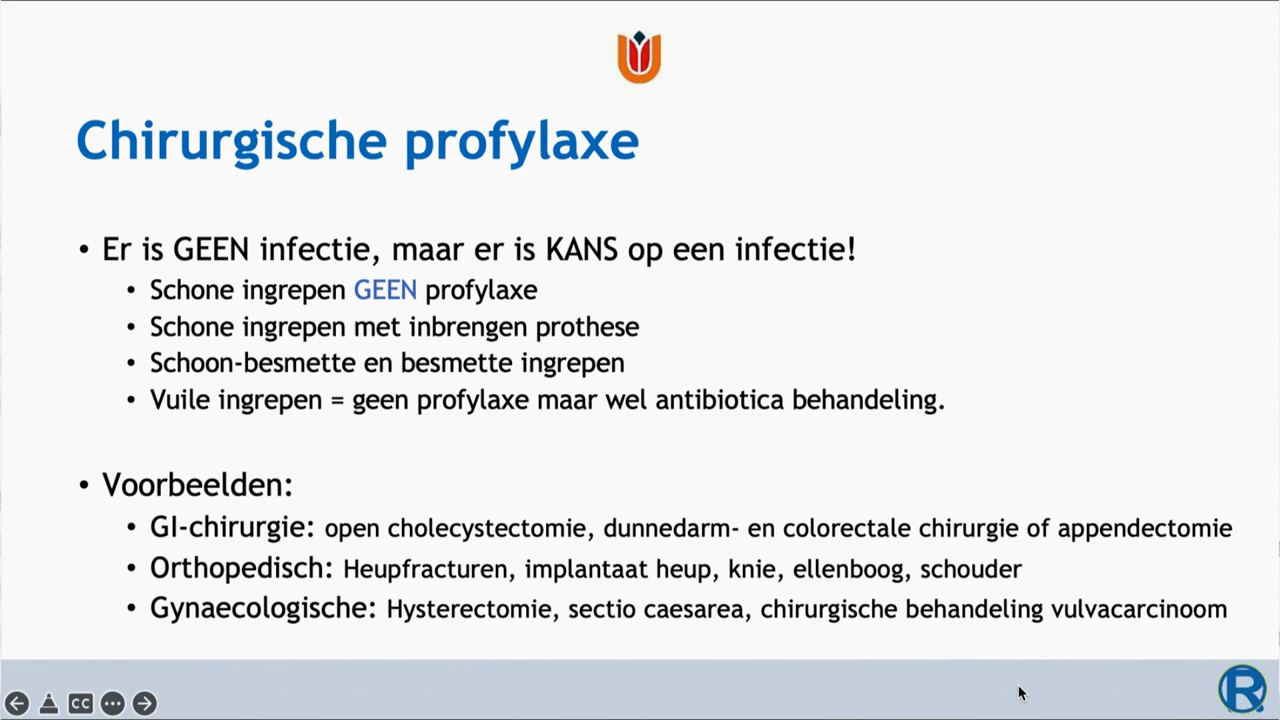 Chirurgische profylaxe
• Er is GEEN infectie, maar er is KANS op een infectie!
• Schone ingrepen GEEN profylaxe
• Schone ingrepen met inbrengen prothese
• Schoon-besmette en besmette ingrepen
• Vuile ingrepen = geen profylaxe maar wel antibiotica behandeling.
• Voorbeelden:
• GI-chirurgie: open cholecystectomie, dunnedarm- en colorectale chirurgie of appendectomie
• Orthopedisch: Heupfracturen, implantaat heup, knie, ellenboog, schouder
• Gynaecologische: Hysterectomie, sectio caesarea, chirurgische behandeling vulvacarcinoom
CC
R